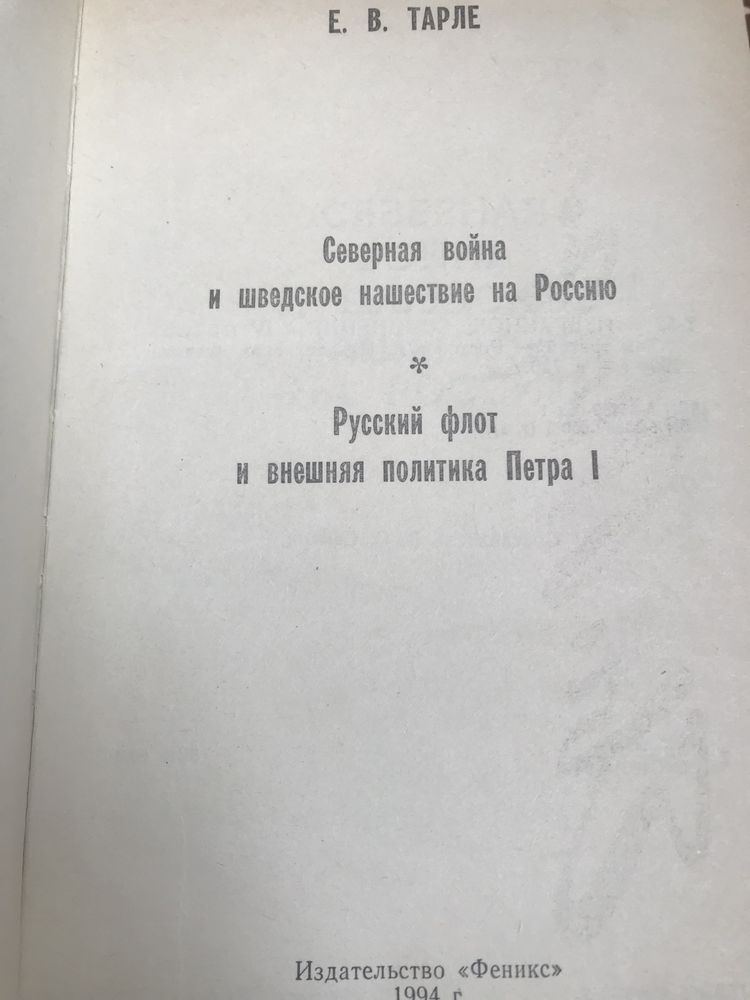 Е. В. ТАРЛЕ
Северная война
и шведское нашествие на Россию
*
Русский флот
и внешняя политика Петра I
Издательство «Феникс»
1994 г